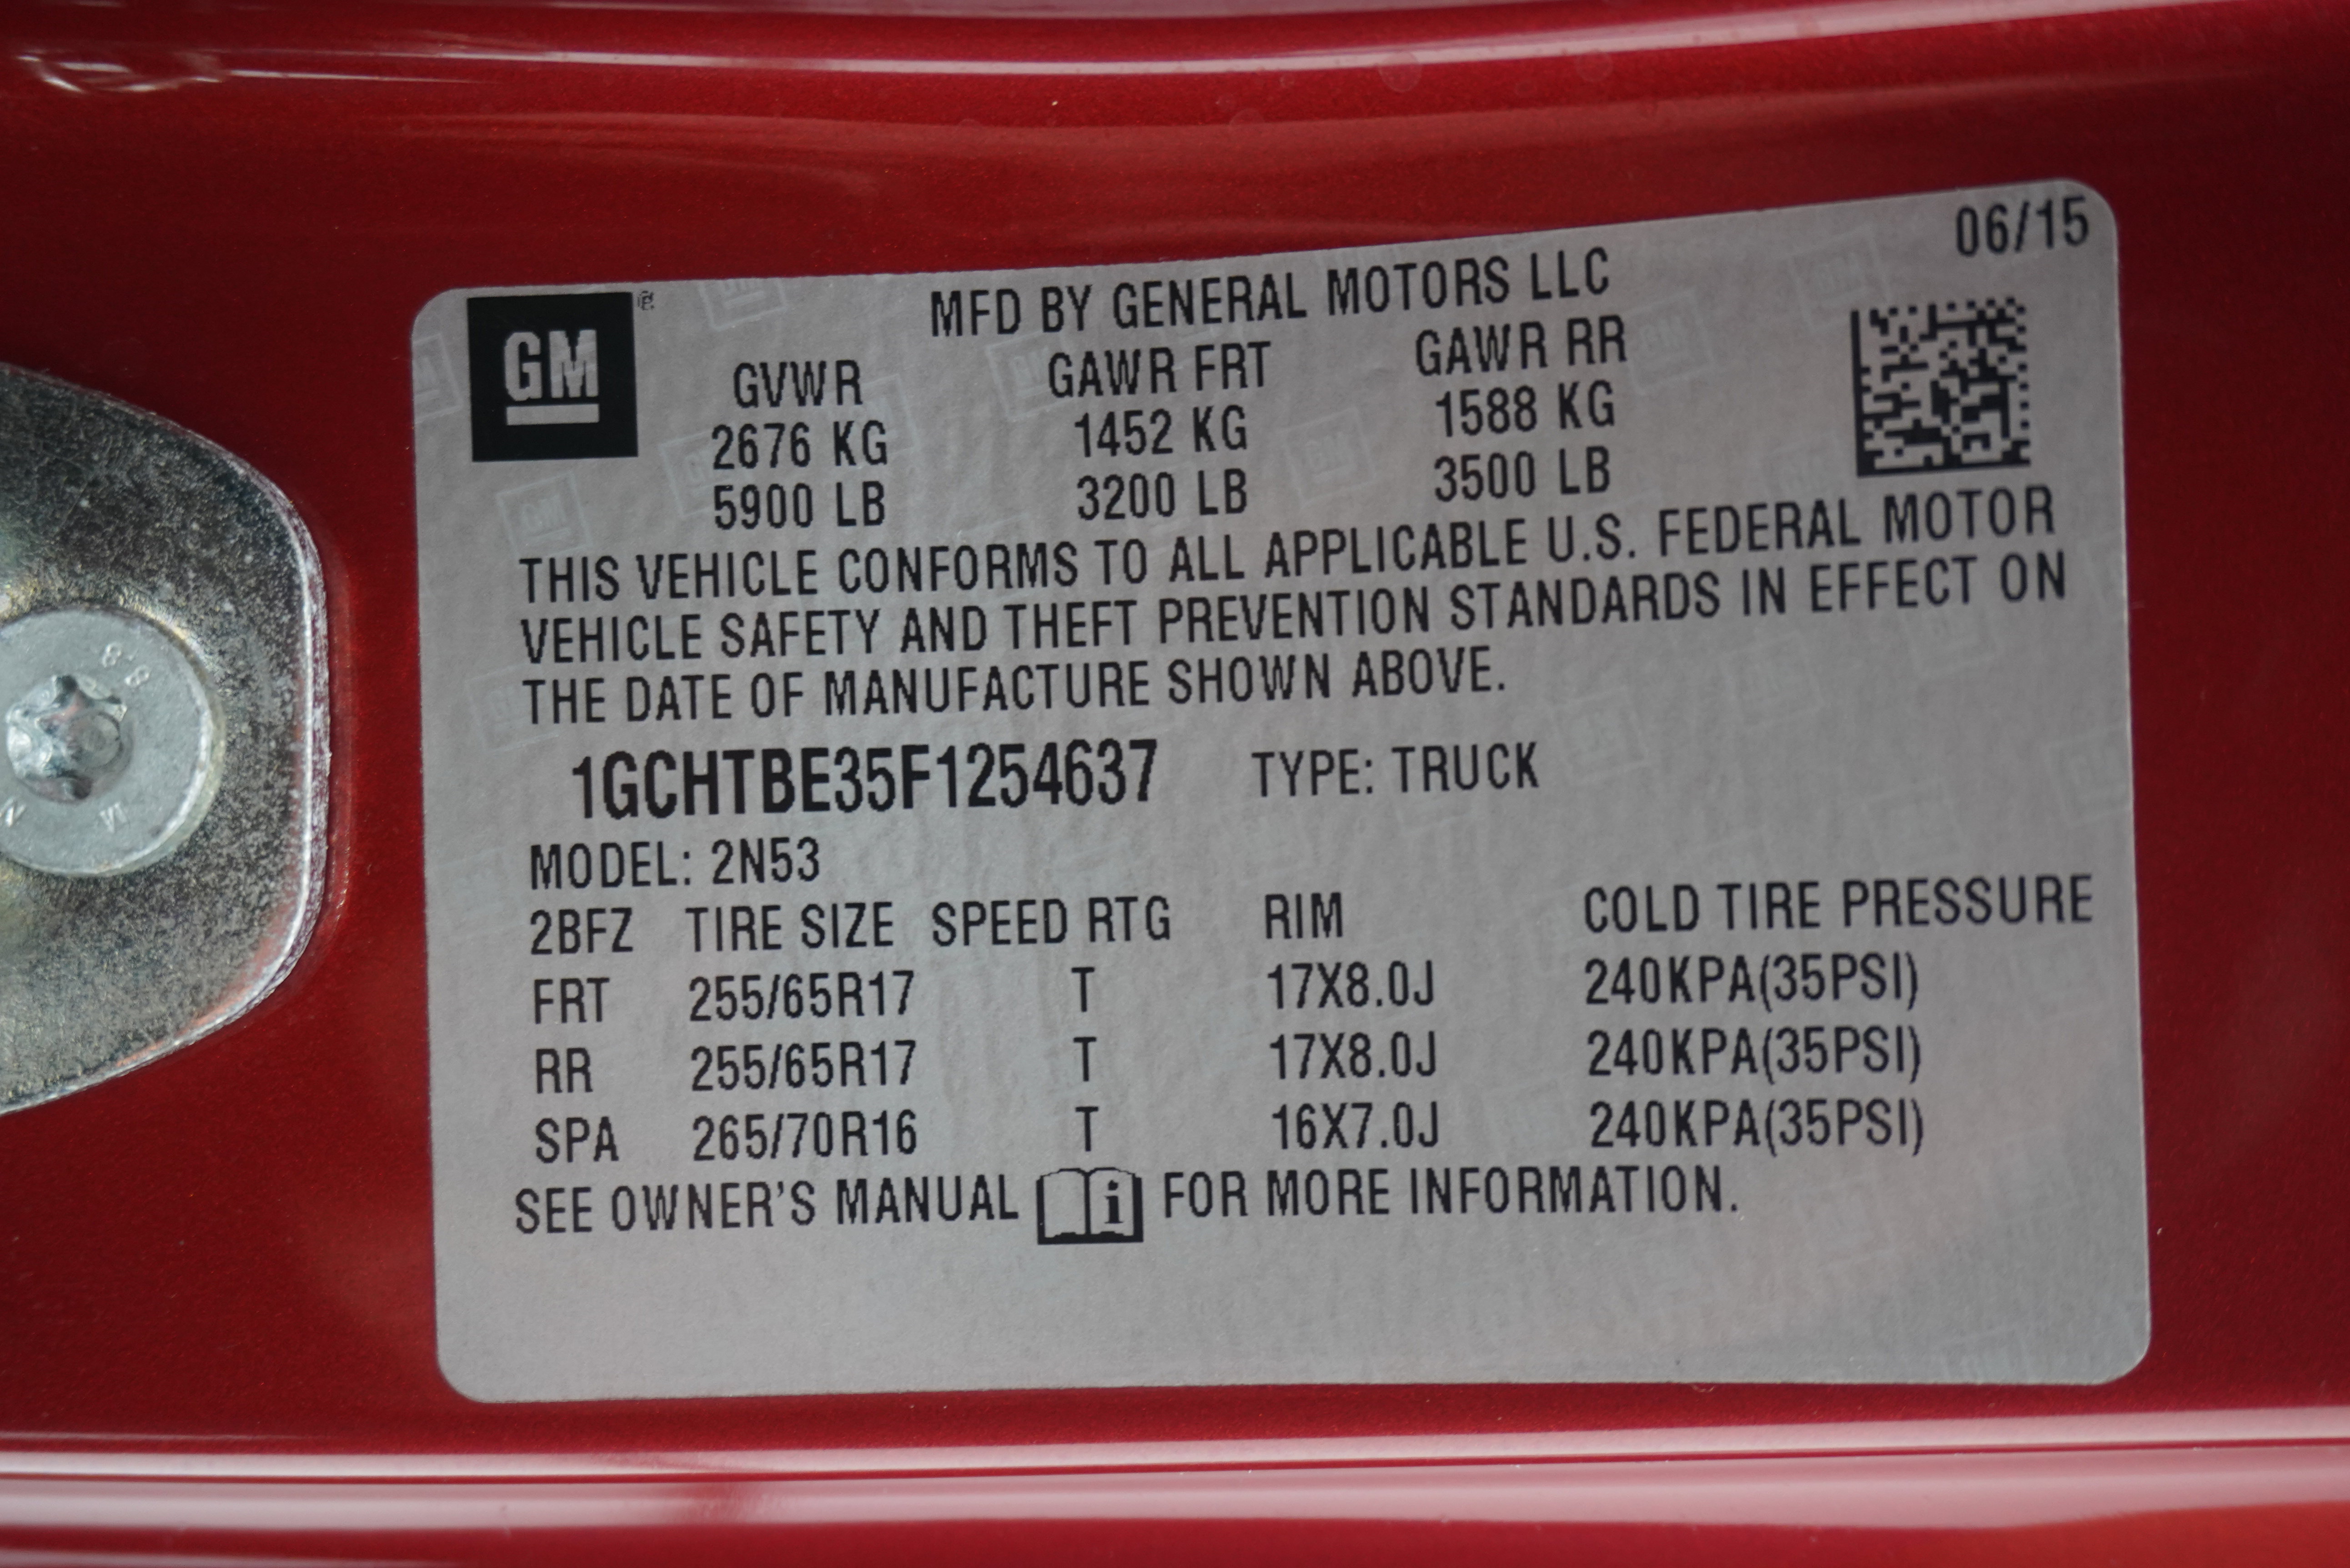 06/15
GM
MFD BY GENERAL MOTORS LLC
GVWR GAWR FRT GAWR RR
2676 KG 1452 KG 1588 KG
5900 LB 3200 LB 3500 LB
THIS VEHICLE CONFORMS TO ALL APPLICABLE U.S. FEDERAL MOTOR
VEHICLE SAFETY AND THEFT PREVENTION STANDARDS IN EFFECT ON
THE DATE OF MANUFACTURE SHOWN ABOVE.
1GCHTBE35F1254637 TYPE: TRUCK
MODEL: 2N53
2BFZ TIRE SIZE SPEED RTG RIM COLD TIRE PRESSURE
FRT 255/65R17 T 17X8.0J 240KPA(35PSI)
RR 255/65R17 T 17X8.0J 240KPA(35PSI)
SPA 265/70R16 T 16X7.0J 240KPA(35PSI)
SEE OWNER'S MANUAL i FOR MORE INFORMATION.
8.8